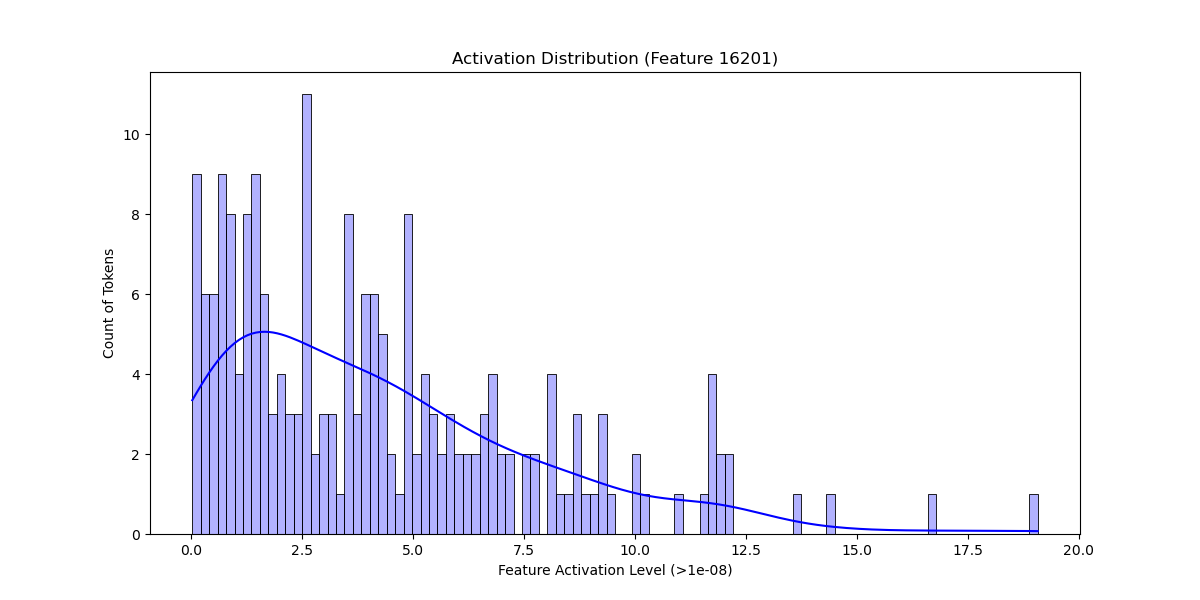 Activation Distribution (Feature 16201)
Count of Tokens
10
8
6
4
2
0
0.0 2.5 5.0 7.5 10.0 12.5 15.0 17.5 20.0
Feature Activation Level (>1e-08)